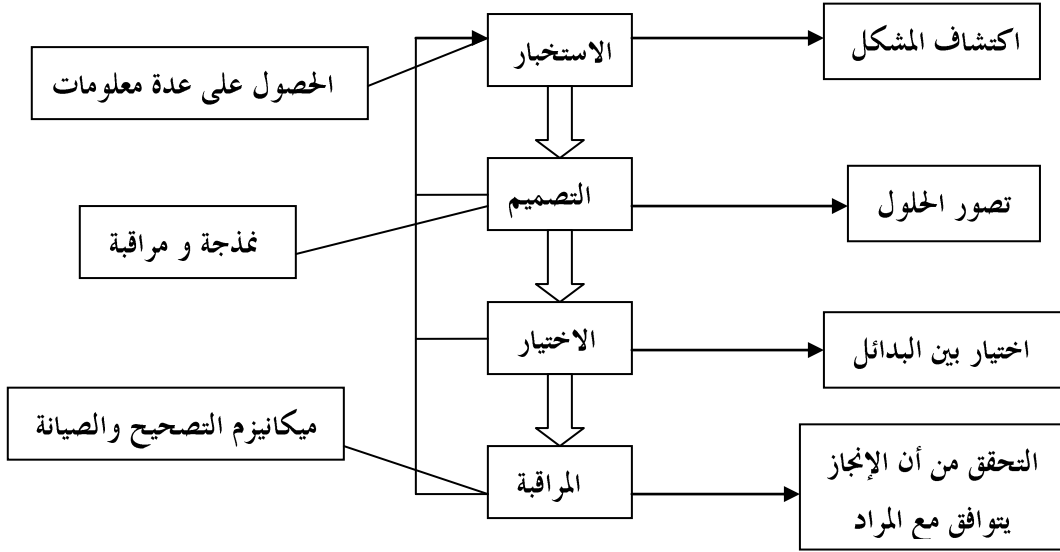 اكتشاف المشكل
الاستخبار
الحصول على عدة معلومات
تصور الحلول
التصميم
نمذجة و مراقبة
اختيار بين البدائل
الاختيار
ميكانيزم التصحيح والصيانة
التحقق من أن الإنجاز
يتوافق مع المراد
المراقبة